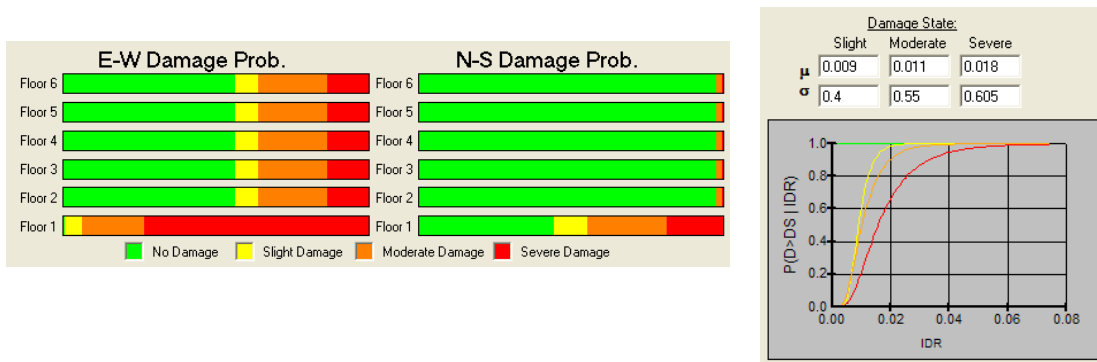 E-W Damage Prob.
N-S Damage Prob.
Floor 6
Floor 6
Floor 5
Floor 5
Floor 4
Floor 4
Floor 3
Floor 3
Floor 2
Floor 2
Floor 1
Floor 1
No Damage Slight Damage Moderate Damage Severe Damage
Damage State:
Slight Moderate Severe
μ 0.009 0.011 0.018
σ 0.4 0.55 0.605
P(D>DS | IDR)
1.0
0.8
0.6
0.4
0.2
0.0
0.00 0.02 0.04 0.06 0.08
IDR